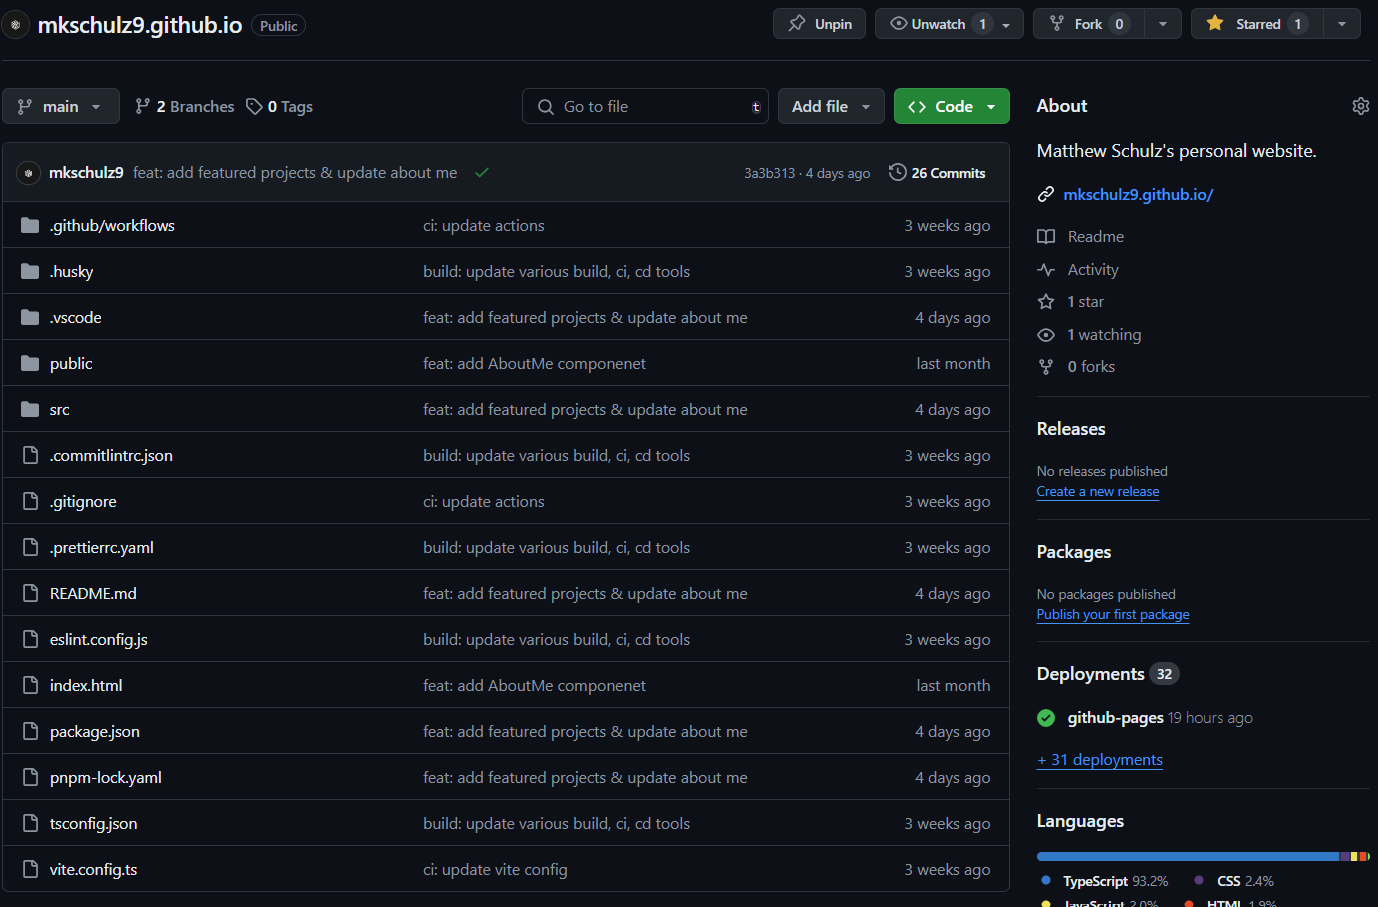 mkschulz9.github.io Public Unpin Unwatch 1 Fork 0 Starred 1
main 2 Branches 0 Tags Go to file t Add file Code
mkschulz9 feat: add featured projects & update about me 3a3b313 · 4 days ago 26 Commits
.github/workflows ci: update actions 3 weeks ago
.husky build: update various build, ci, cd tools 3 weeks ago
.vscode feat: add featured projects & update about me 4 days ago
public feat: add AboutMe componenet last month
src feat: add featured projects & update about me 4 days ago
.commitlintrc.json build: update various build, ci, cd tools 3 weeks ago
.gitignore ci: update actions 3 weeks ago
.prettierrc.yaml build: update various build, ci, cd tools 3 weeks ago
README.md feat: add featured projects & update about me 4 days ago
eslint.config.js build: update various build, ci, cd tools 3 weeks ago
index.html feat: add AboutMe componenet last month
package.json feat: add featured projects & update about me 4 days ago
pnpm-lock.yaml feat: add featured projects & update about me 4 days ago
tsconfig.json build: update various build, ci, cd tools 3 weeks ago
vite.config.ts ci: update vite config 3 weeks ago
About
Matthew Schulz's personal website.
mkschulz9.github.io/
Readme
Activity
1 star
1 watching
0 forks
Releases
No releases published
Create a new release
Packages
No packages published
Publish your first package
Deployments 32
github-pages 19 hours ago
+ 31 deployments
Languages
TypeScript 93.2% CSS 2.4%
JavaScript 2.0% HTML 1.9%